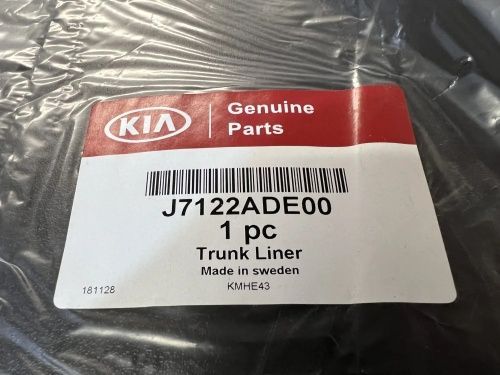 KIA
Genuine
Parts
J7122ADE00
1 pc
Trunk Liner
Made in sweden
181128
KMHE43